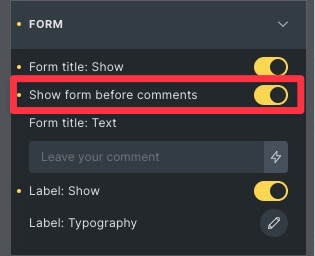 FORM
Form title: Show
Show form before comments
Form title: Text
Leave your comment
Label: Show
Label: Typography